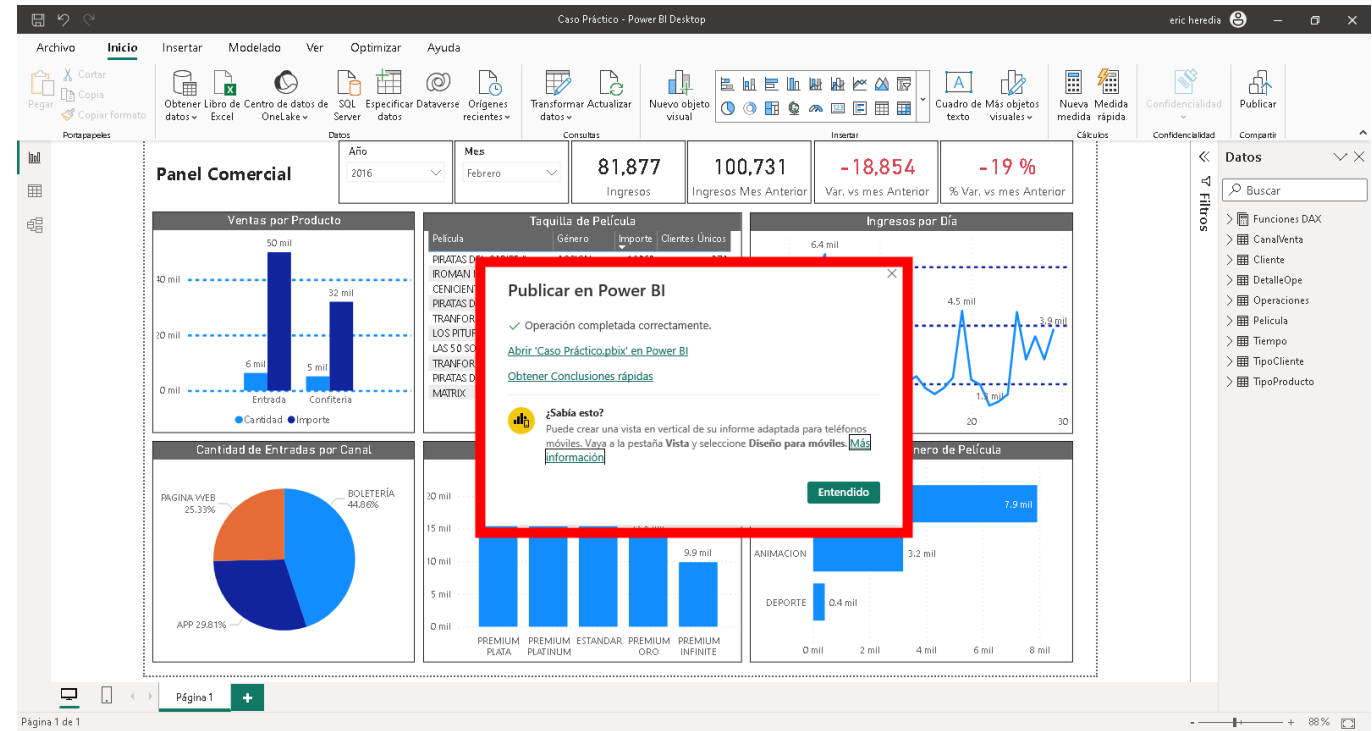 Caso Práctico - Power BI Desktop
eric heredia
Archivo Inicio Insertar Modelado Ver Optimizar Ayuda
Pegar
Cortar
Copia
Copiar formato
Portapapeles
Obtener datos
Libro de Excel
Centro de datos de OneLake
SQL Server
Especificar datos
Dataverse
Orígenes recientes
Datos
Transformar datos
Actualizar
Consultas
Nuevo objeto visual
Cuadro de texto
Más objetos visuales
Insertar
Nueva medida
Medida rápida
Cálculos
Confidencialidad
Confidencialidad
Publicar
Compartir
Panel Comercial
Año
2016
Mes
Febrero
81,877
Ingresos
100,731
Ingresos Mes Anterior
-18,854
Var. vs mes Anterior
-19 %
% Var. vs mes Anterior
Ventas por Producto
50 mil
40 mil
32 mil
20 mil
6 mil
5 mil
0 mil
Entrada Confiteria
Cantidad Importe
Taquilla de Película
Película Género Importe Clientes Únicos
IROMAN
CENICIEN
PIRATAS D
TRANFOR
LOS PITUF
LAS 50 SO
TRANFOR
PIRATAS D
MATRIX
Ingresos por Día
6.4 mil
4.5 mil
3.9 mil
20 30
Publicar en Power BI
Operación completada correctamente.
Abrir 'Caso Práctico.pbix' en Power BI
Obtener Conclusiones rápidas
¿Sabía esto?
Puede crear una vista en vertical de su informe adaptada para teléfonos
móviles. Vaya a la pestaña Vista y seleccione Diseño para móviles. Más
información
Entendido
Cantidad de Entradas por Canal
PAGINA WEB
25.33%
BOLETERÍA
44.86%
APP 29.81%
20 mil
15 mil
10 mil
5 mil
0 mil
9.9 mil
PREMIUM PLATA
PREMIUM PLATINUM
ESTANDAR
PREMIUM ORO
PREMIUM INFINITE
nero de Película
7.9 mil
ANIMACION
3.2 mil
DEPORTE
0.4 mil
0 mil 2 mil 4 mil 6 mil 8 mil
Filtros
Datos
Buscar
Funciones DAX
CanalVenta
Cliente
DetalleOpe
Operaciones
Pelicula
Tiempo
TipoCliente
TipoProducto
Página 1
Página 1 de 1
88%